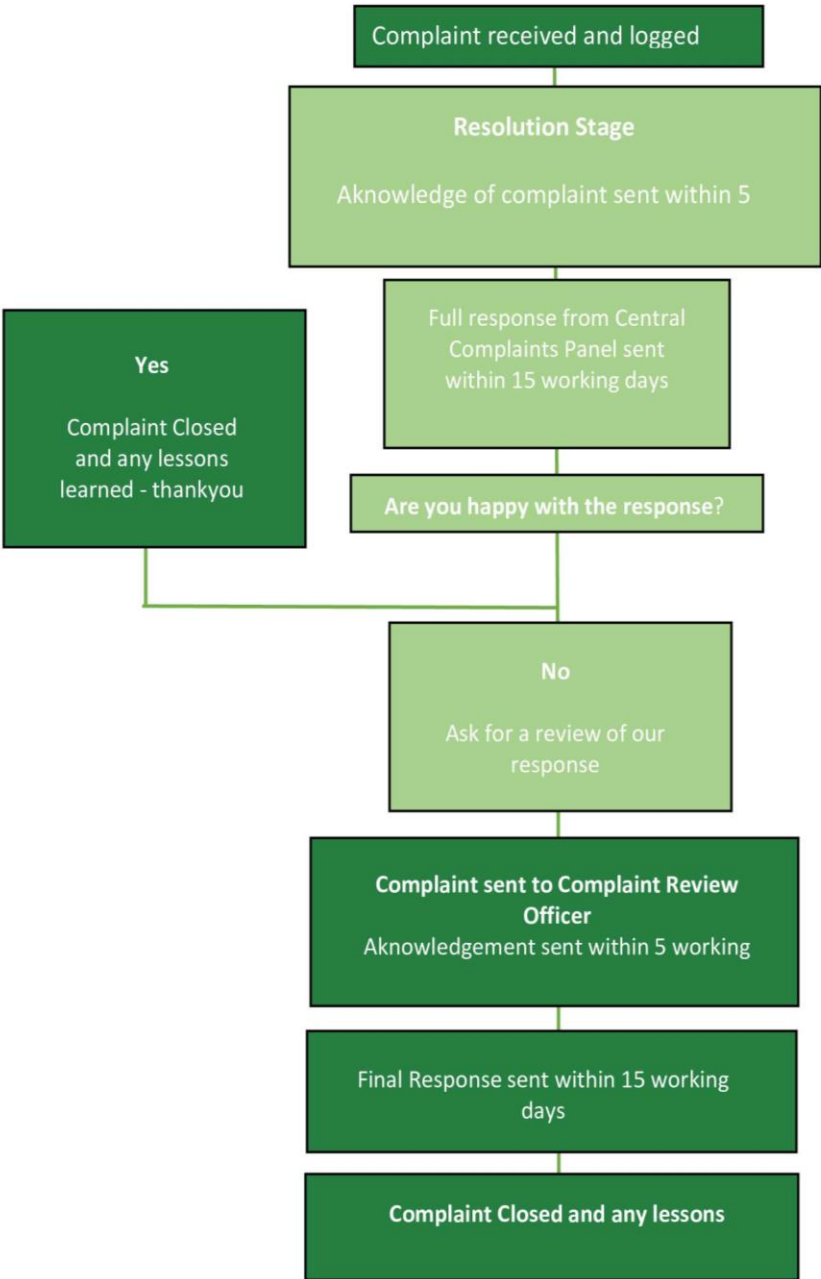 Complaint received and logged
Resolution Stage
Aknowledge of complaint sent within 5
Full response from Central
Complaints Panel sent
within 15 working days
Are you happy with the response?
Yes
Complaint Closed
and any lessons
learned - thankyou
No
Ask for a review of our
response
Complaint sent to Complaint Review
Officer
Aknowledgement sent within 5 working
Final Response sent within 15 working
days
Complaint Closed and any lessons